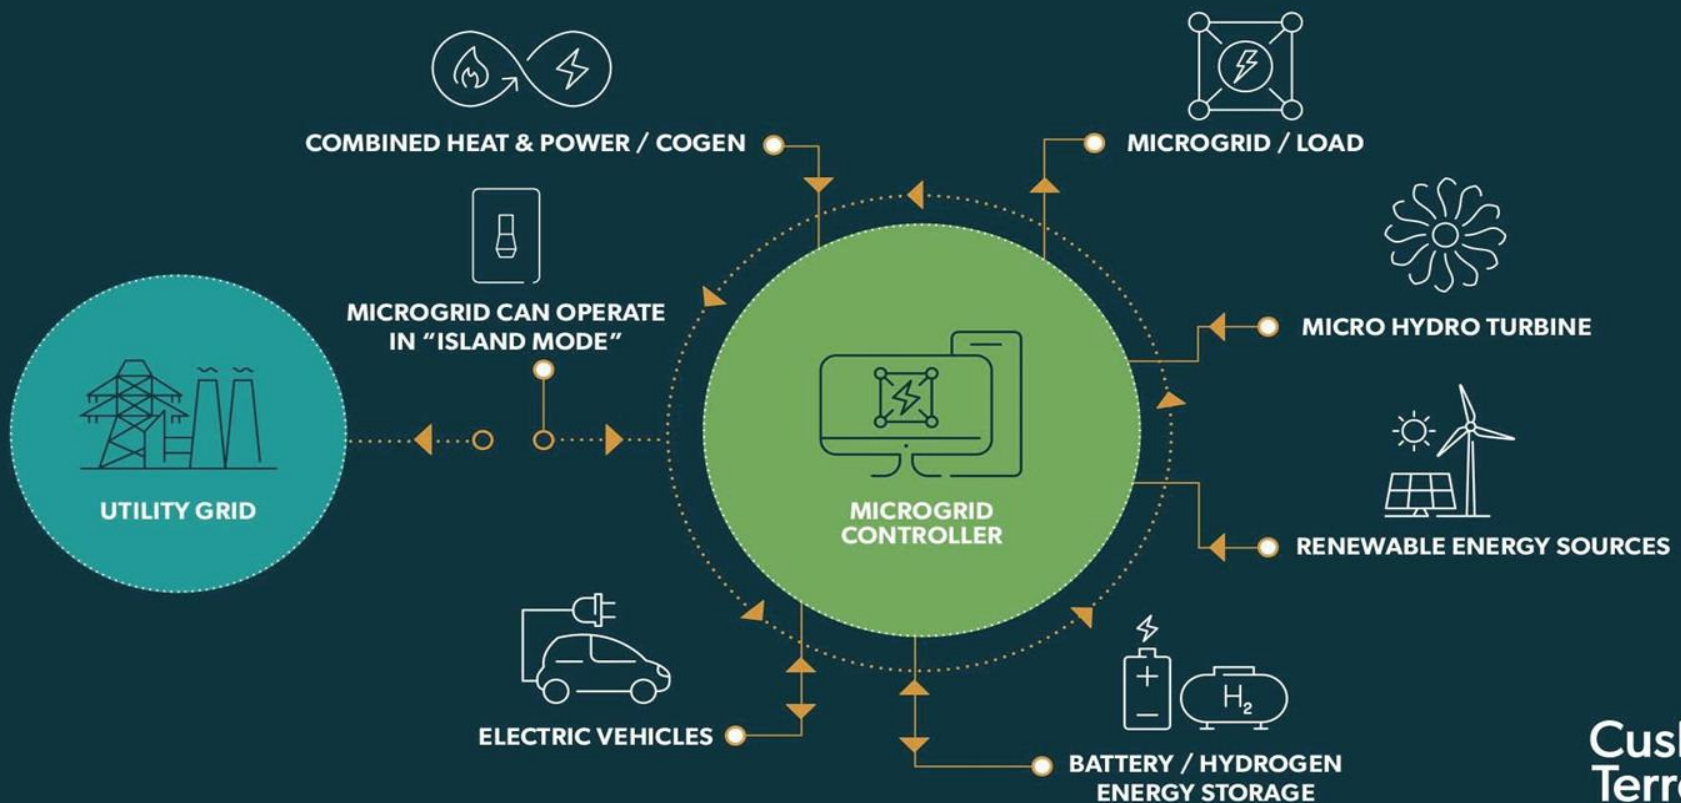 COMBINED HEAT & POWER / COGEN
MICROGRID / LOAD
MICROGRID CAN OPERATE
IN “ISLAND MODE”
MICRO HYDRO TURBINE
UTILITY GRID
MICROGRID
CONTROLLER
RENEWABLE ENERGY SOURCES
H₂
ELECTRIC VEHICLES
BATTERY / HYDROGEN
ENERGY STORAGE